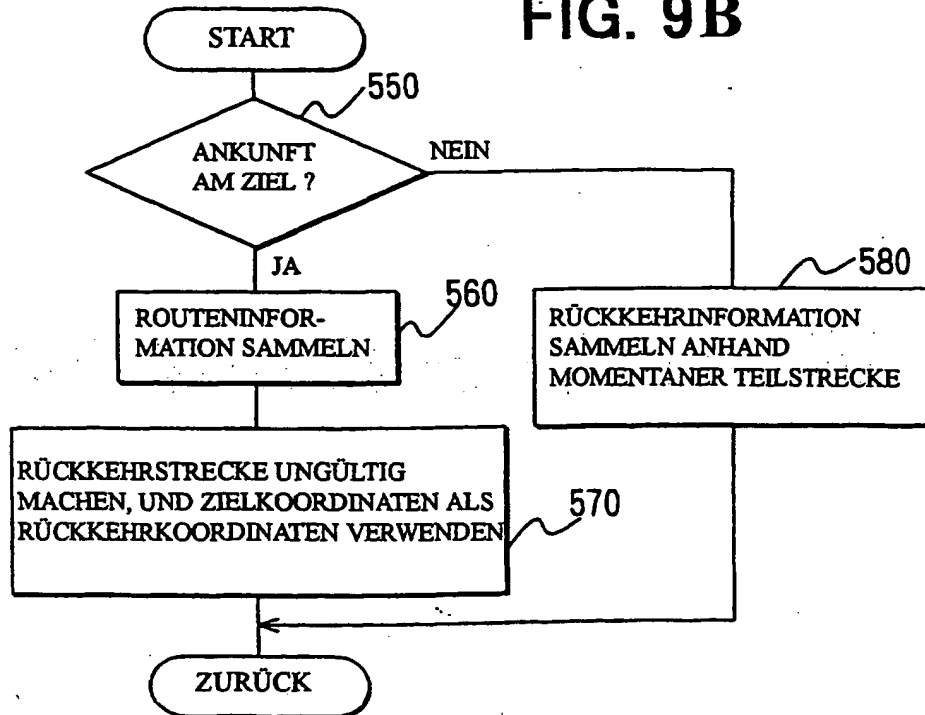 FIG. 9B
START
550
ANKUNFT
AM ZIEL ?
NEIN
JA
560
ROUTENINFOR-
MATION SAMMELN
580
RÜCKKEHRINFORMATION
SAMMELN ANHAND
MOMENTANER TEILSTRECKE
RÜCKKEHRSTRECKE UNGÜLTIG
MACHEN, UND ZIELKOORDINATEN ALS
RÜCKKEHRKOORDINATEN VERWENDEN
570
ZURÜCK